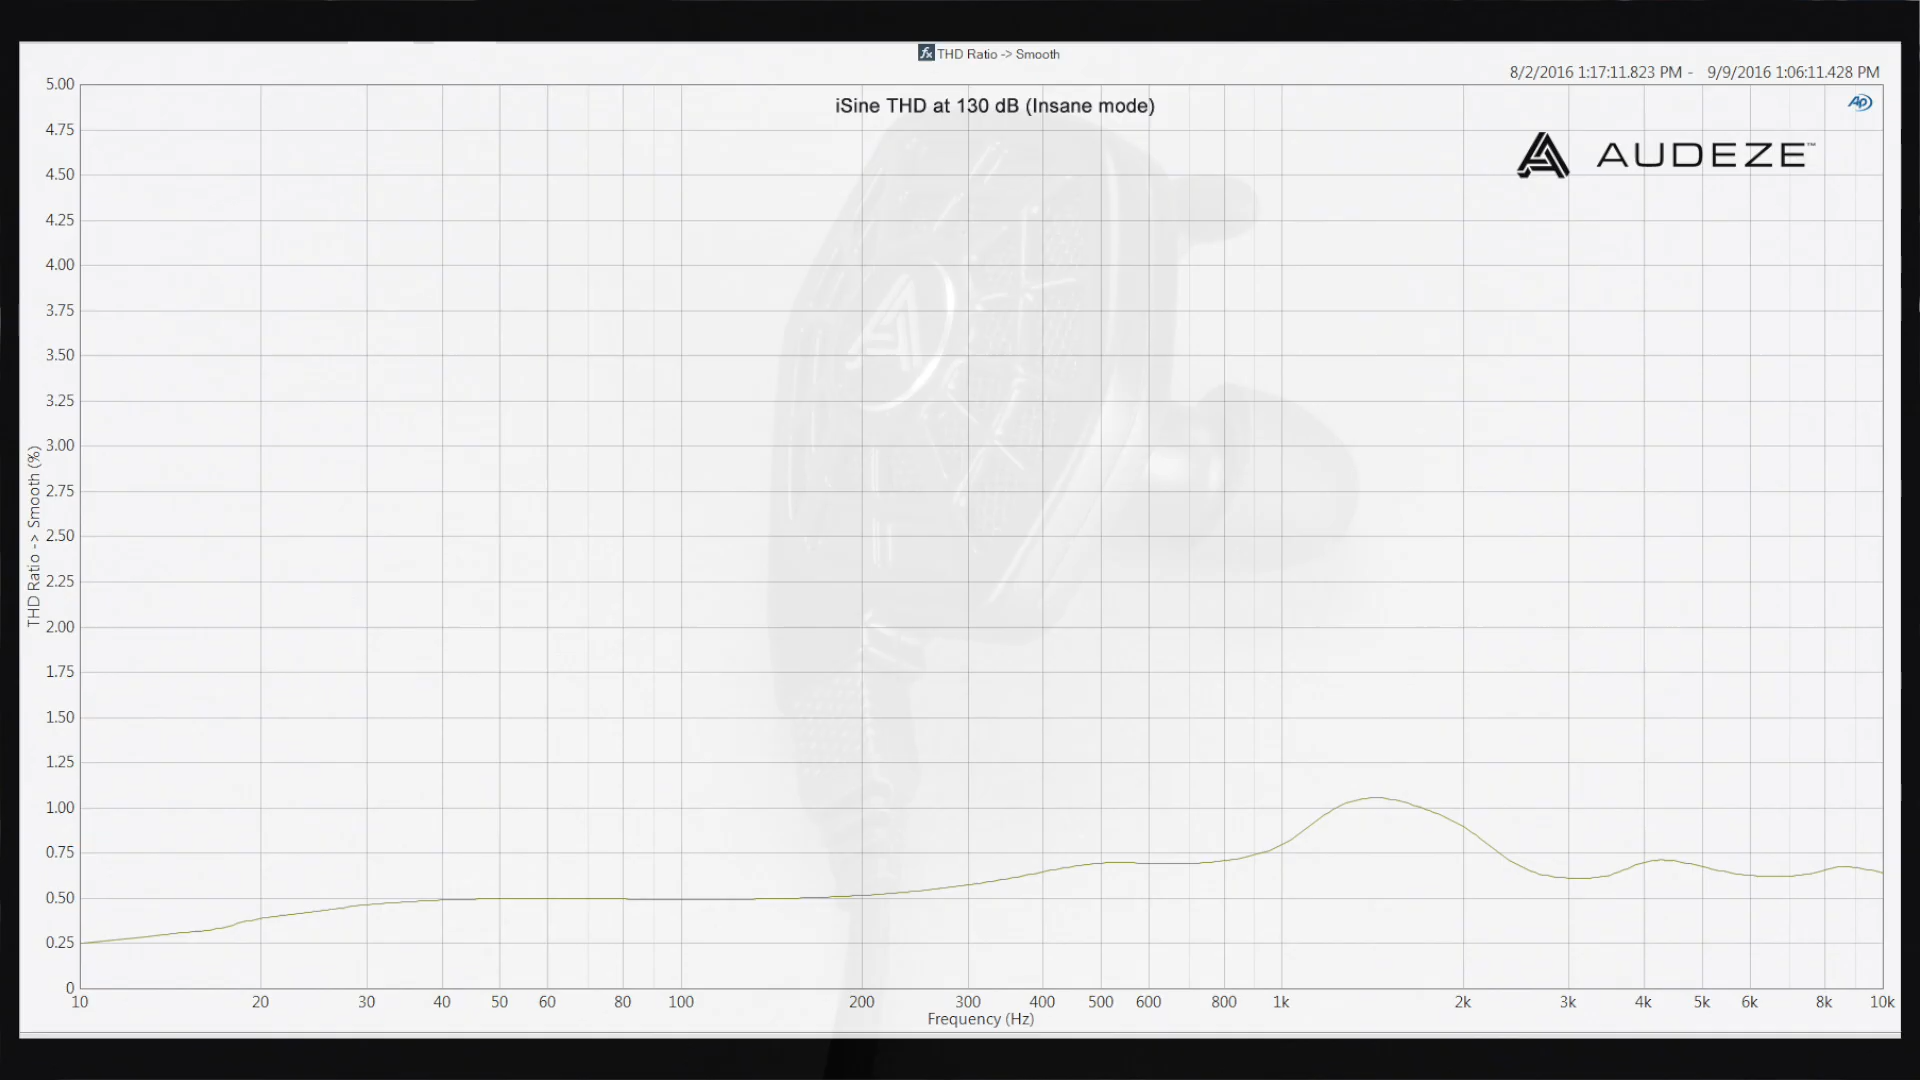 THD Ratio -> Smooth
8/2/2016 1:17:11.823 PM - 9/9/2016 1:06:11.428 PM
iSine THD at 130 dB (Insane mode)
AP
AUDEZE™
THD Ratio -> Smooth (%)
5.00
4.75
4.50
4.25
4.00
3.75
3.50
3.25
3.00
2.75
2.50
2.25
2.00
1.75
1.50
1.25
1.00
0.75
0.50
0.25
0
10 20 30 40 50 60 80 100 200 300 400 500 600 800 1k 2k 3k 4k 5k 6k 8k 10k
Frequency (Hz)